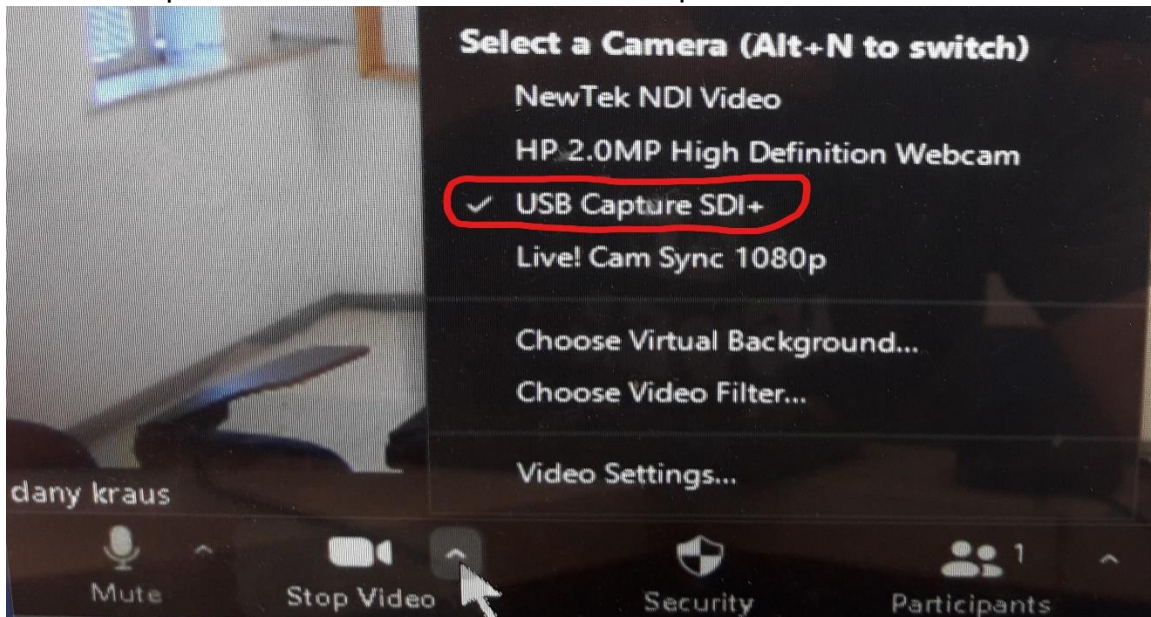 Select a Camera (Alt+N to switch)
NewTek NDI Video
HP 2.0MP High Definition Webcam
USB Capture SDI+
Live! Cam Sync 1080p
Choose Virtual Background...
Choose Video Filter...
Video Settings...
dany kraus
1
Mute
Stop Video
Security
Participants